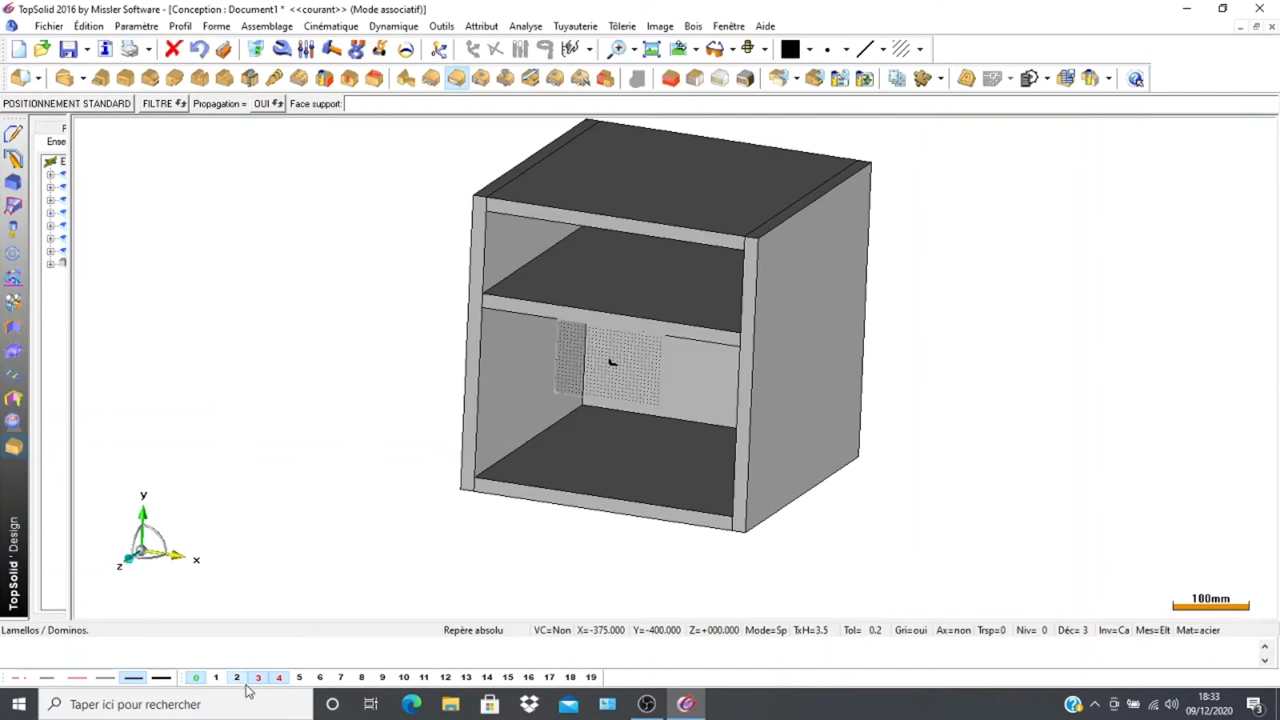 TopSolid 2016 by Missler Software - [Conception : Document1 * <<courant>> (Mode associatif)]
Fichier Édition Paramètre Profil Forme Assemblage Cinématique Dynamique Outils Attribut Analyse Tuyauterie Tôlerie Image Bois Fenêtre Aide
POSITIONNEMENT STANDARD FILTRE Propagation = OUI Face support:
F
Ense
E
y
x
z
TopSolid ' Design
100mm
Lamellos / Dominos. Repère absolu VC=Non X=-375.000 Y=-400.000 Z=+000.000 Mode=Sp TxH=3.5 Tol= 0.2 Gri=oui Ax=non Trsp=0 Niv= 0 Déc= 3 Inv=Ca Mes=Elt Mat=acier
0 1 2 3 4 5 6 7 8 9 10 11 12 13 14 15 16 17 18 19
Taper ici pour rechercher
18:33
09/12/2020
3